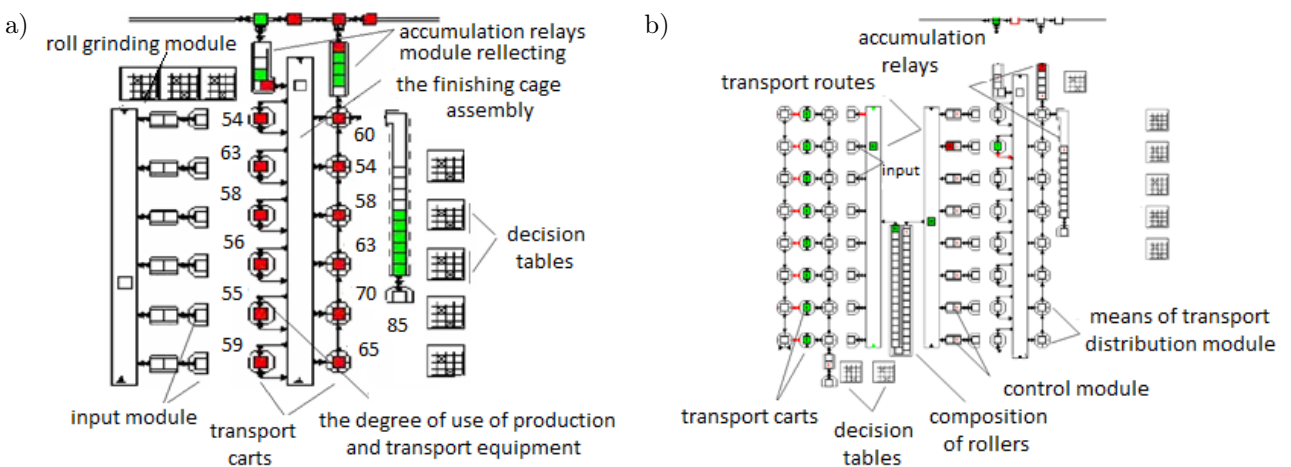 a)
roll grinding module
accumulation relays
module rellecting
the finishing cage
assembly
54
63
58
56
55
59
60
54
58
63
70
65
85
decision
tables
input module
transport
carts
the degree of use of production
and transport equipment
b)
accumulation
relays
transport routes
input
means of transport
distribution module
control module
transport carts
decision
tables
composition
of rollers